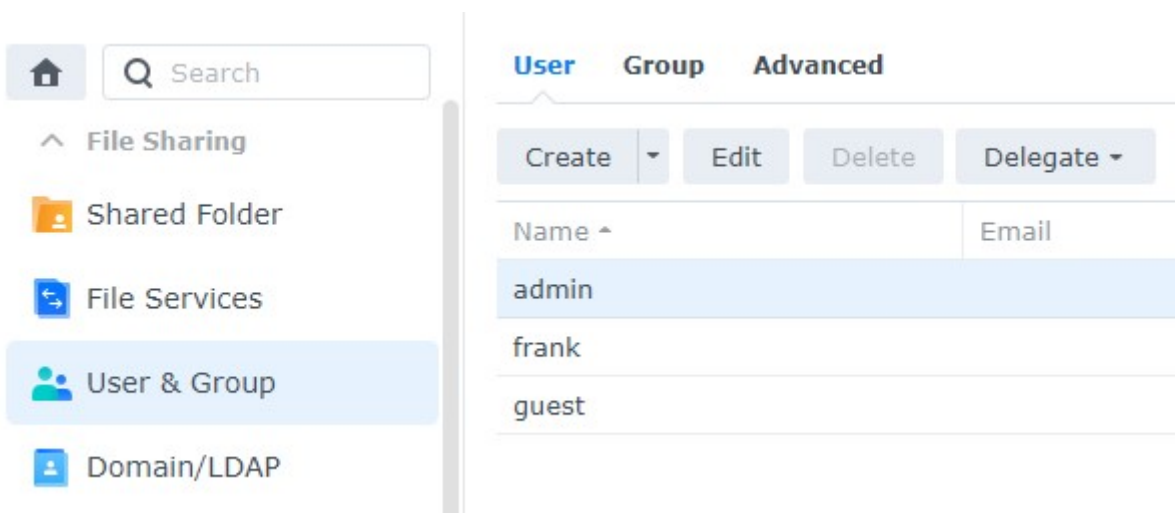 Search
File Sharing
Shared Folder
File Services
User & Group
Domain/LDAP
User Group Advanced
Create Edit Delete Delegate
Name Email
admin
frank
guest